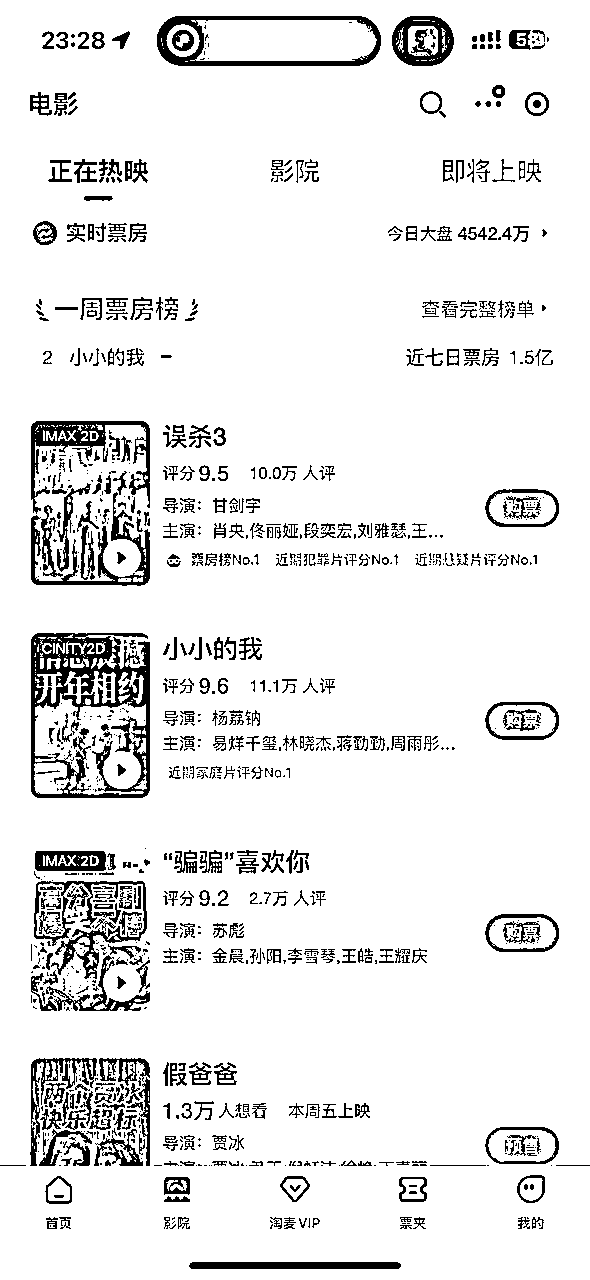 23:28 58
电影
正在热映 影院 即将上映
实时票房 今日大盘 4542.4万
一周票房榜 查看完整榜单
2 小小的我 近七日票房 1.5亿
IMAX 2D
误杀3
评分 9.5 10.0万 人评
导演：甘剑宇
购票
主演：肖央,佟丽娅,段奕宏,刘雅瑟,王...
票房榜No.1 近期犯罪片评分No.1 近期悬疑片评分No.1
CINITY2D
开年相约
小小的我
评分 9.6 11.1万 人评
导演：杨荔钠
购票
主演：易烊千玺,林晓杰,蒋勤勤,周雨彤...
近期家庭片评分No.1
IMAX 2D
“骗骗”喜欢你
评分 9.2 2.7万 人评
导演：苏彪
购票
主演：金晨,孙阳,李雪琴,王皓,王耀庆
假爸爸
1.3万 人想看 本周五上映
导演：贾冰
预售
首页 影院 淘麦VIP 票夹 我的